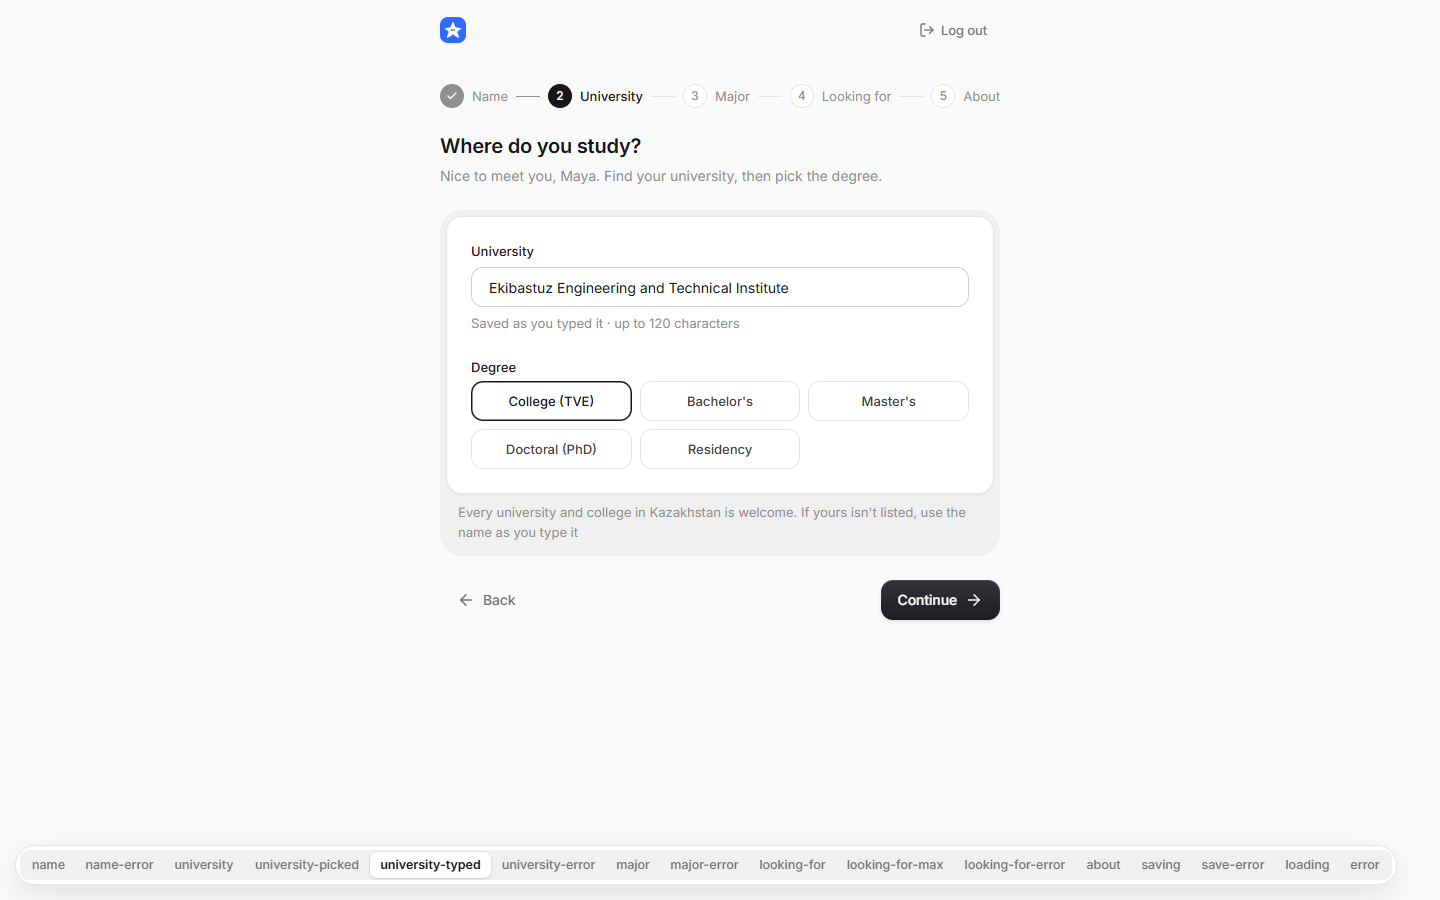 Log out
Name
2 University
3 Major
4 Looking for
5 About
Where do you study?
Nice to meet you, Maya. Find your university, then pick the degree.
University
Ekibastuz Engineering and Technical Institute
Saved as you typed it · up to 120 characters
Degree
College (TVE)
Bachelor's
Master's
Doctoral (PhD)
Residency
Every university and college in Kazakhstan is welcome. If yours isn't listed, use the
name as you type it
Back
Continue
name name-error university university-picked university-typed university-error major major-error looking-for looking-for-max looking-for-error about saving save-error loading error